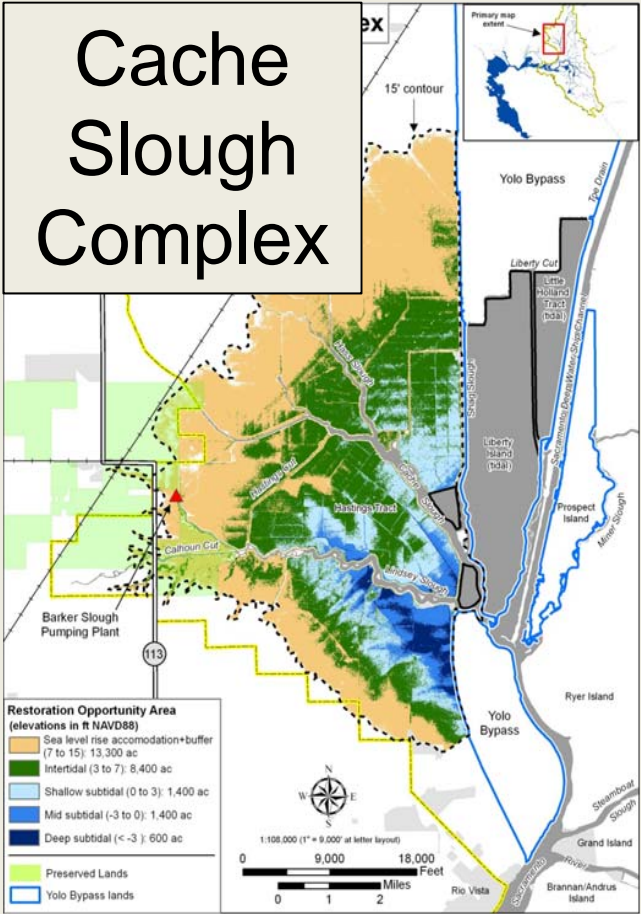 Cache
Slough
Complex
ex
Primary map
extent
15' contour
Yolo Bypass
Toe Drain
Liberty Cut
Little
Holland
Tract
(tidal)
Haas Slough
Shag Slough
Sacramento Deep Water Ship Channel
Liberty
Island
(tidal)
Cache Slough
Hastings Cut
Hastings Tract
Prospect
Island
Miner Slough
Calhoun Cut
Lindsey Slough
Barker Slough
Pumping Plant
113
Ryer Island
Yolo
Bypass
Restoration Opportunity Area
(elevations in ft NAVD88)
Sea level rise accomodation+buffer
(7 to 15): 13,300 ac
Intertidal (3 to 7): 8,400 ac
Shallow subtidal (0 to 3): 1,400 ac
Mid subtidal (-3 to 0): 1,400 ac
Deep subtidal (< -3 ): 600 ac
Preserved Lands
Yolo Bypass lands
N
W
E
S
1:108,000 (1" = 9,000' at letter layout)
0 9,000 18,000
Feet
Miles
0 1 2
Steamboat
Slough
Grand Island
Sacramento River
Rio Vista
Brannan/Andrus
Island